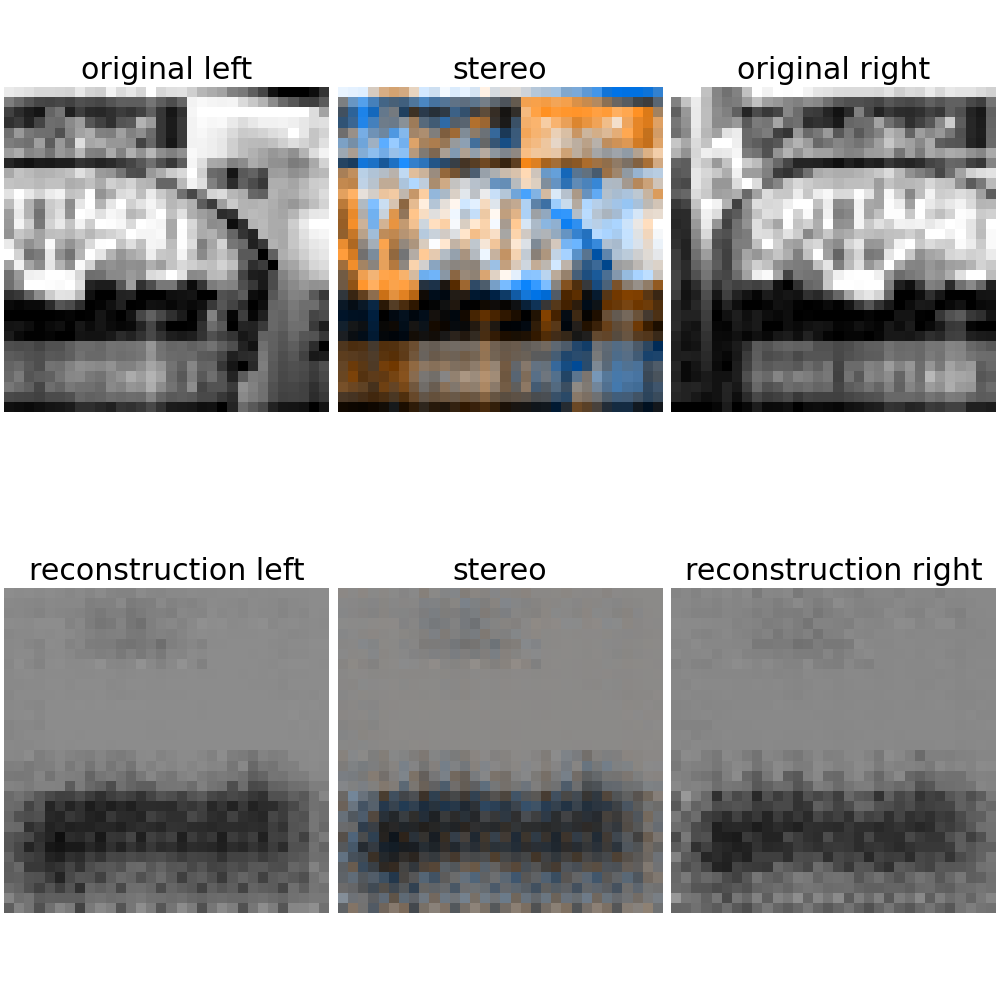 original left
stereo
original right
reconstruction left
stereo
reconstruction right